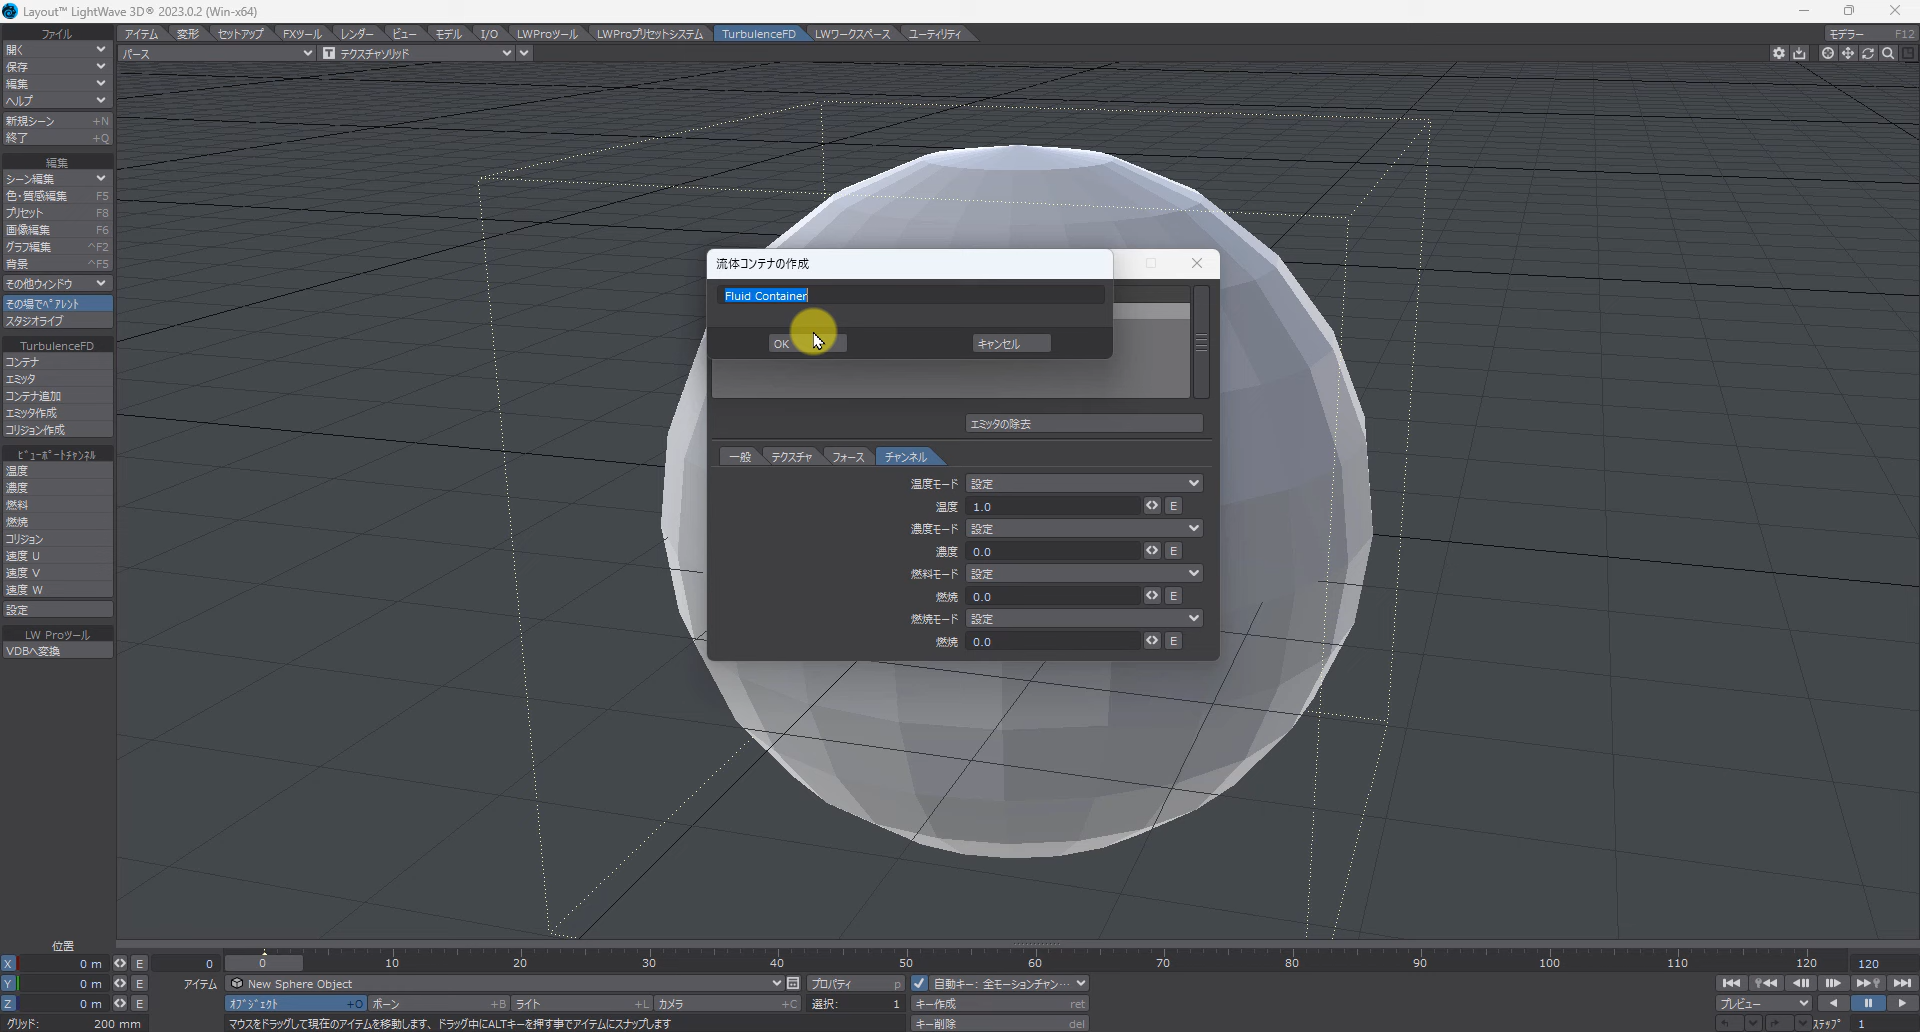 Layout™ LightWave 3D® 2023.0.2 (Win-x64)
ファイル
アイテム 変形 セットアップ FXツール レンダー ビュー モデル I/O LWProツール LWProプリセットシステム TurbulenceFD LWワークスペース ユーティリティ
モデラー F12
開く
パース
T テクスチャソリッド
保存
編集
ヘルプ
新規シーン +N
終了 +Q
編集
シーン編集
色・質感編集 F5
プリセット F8
画像編集 F6
グラフ編集 ^F2
背景 ^F5
その他ウィンドウ
その場でペアレント
スタジオライブ
TurbulenceFD
コンテナ
エミッタ
コンテナ追加
エミッタ作成
コリジョン作成
ビューポートチャンネル
温度
濃度
燃料
燃焼
コリジョン
速度 U
速度 V
速度 W
設定
LW Proツール
VDBへ変換
流体コンテナの作成
Fluid Container
OK
キャンセル
エミッタの除去
一般 テクスチャ フォース チャンネル
温度モード 設定
温度 1.0 E
濃度モード 設定
濃度 0.0 E
燃料モード 設定
燃焼 0.0 E
燃焼モード 設定
燃焼 0.0 E
位置
X 0 m E 0
0 10 20 30 40 50 60 70 80 90 100 110 120 120
Y 0 m E アイテム New Sphere Object プロパティ p 自動キー: 全モーションチャン…
Z 0 m E オブジェクト +O ボーン +B ライト +L カメラ +C 選択: 1 キー作成 ret プレビュー
グリッド: 200 mm マウスをドラッグして現在のアイテムを移動します、ドラッグ中にALTキーを押す事でアイテムにスナップします キー削除 del ステップ 1